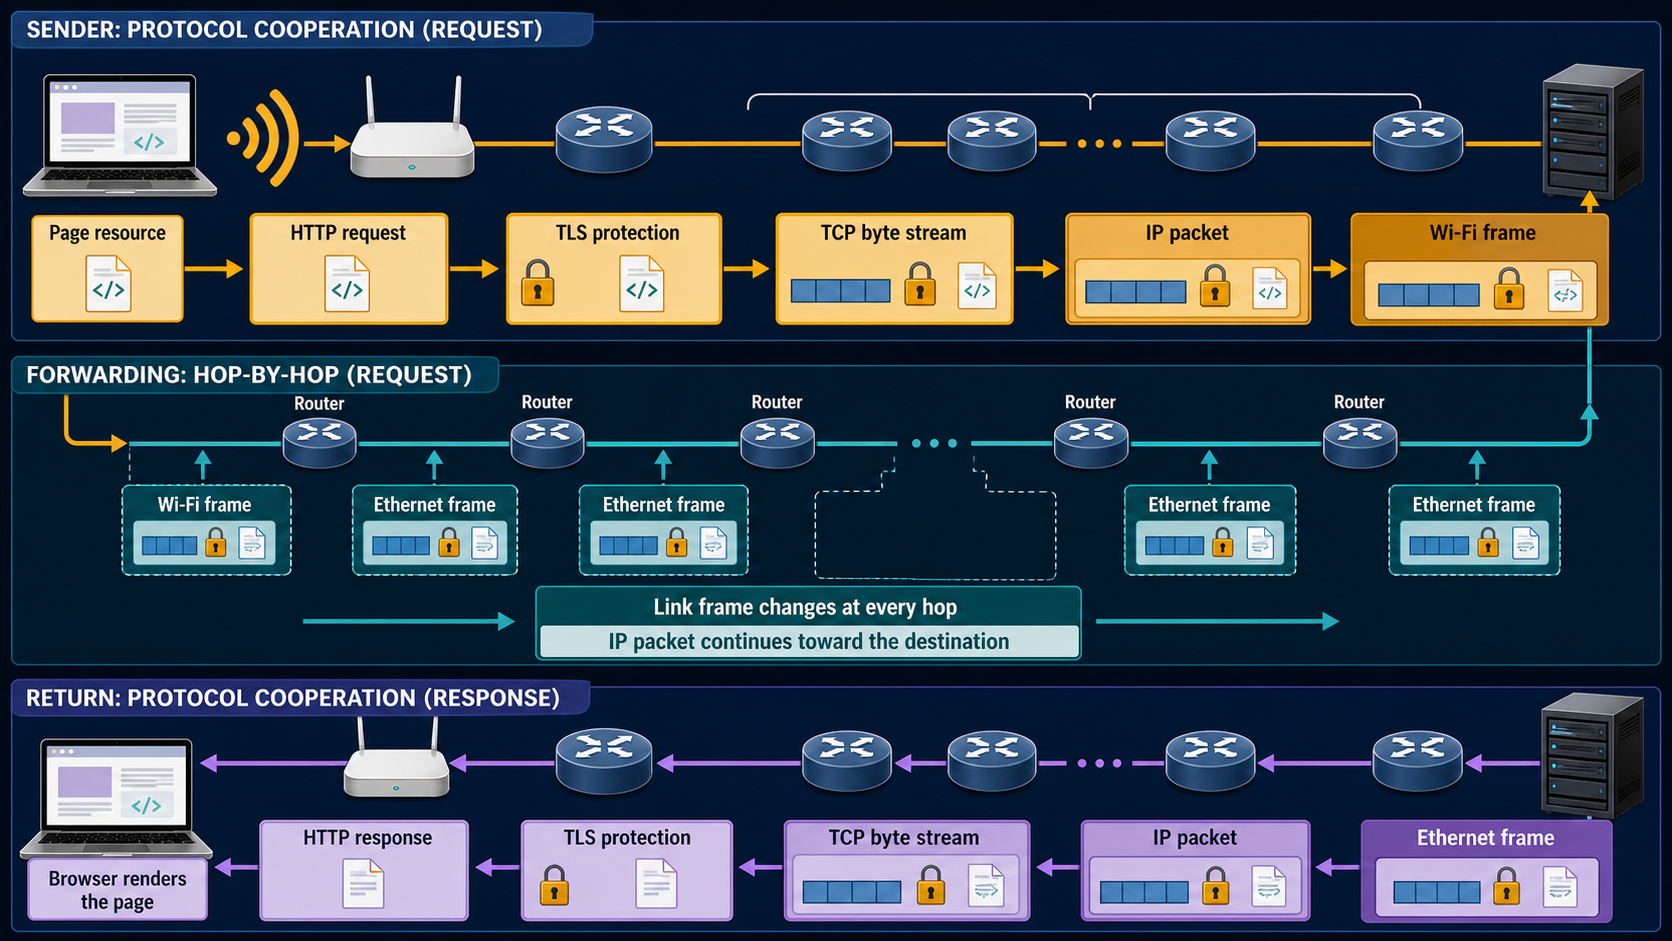 SENDER: PROTOCOL COOPERATION (REQUEST)
</>
Page resource
</>
HTTP request
</>
TLS protection
</>
TCP byte stream
</>
IP packet
</>
Wi-Fi frame
FORWARDING: HOP-BY-HOP (REQUEST)
Router
Router
Router
Router
Router
Wi-Fi frame
Ethernet frame
Ethernet frame
Ethernet frame
Ethernet frame
Link frame changes at every hop
IP packet continues toward the destination
RETURN: PROTOCOL COOPERATION (RESPONSE)
</>
Browser renders
the page
HTTP response
TLS protection
TCP byte stream
IP packet
Ethernet frame